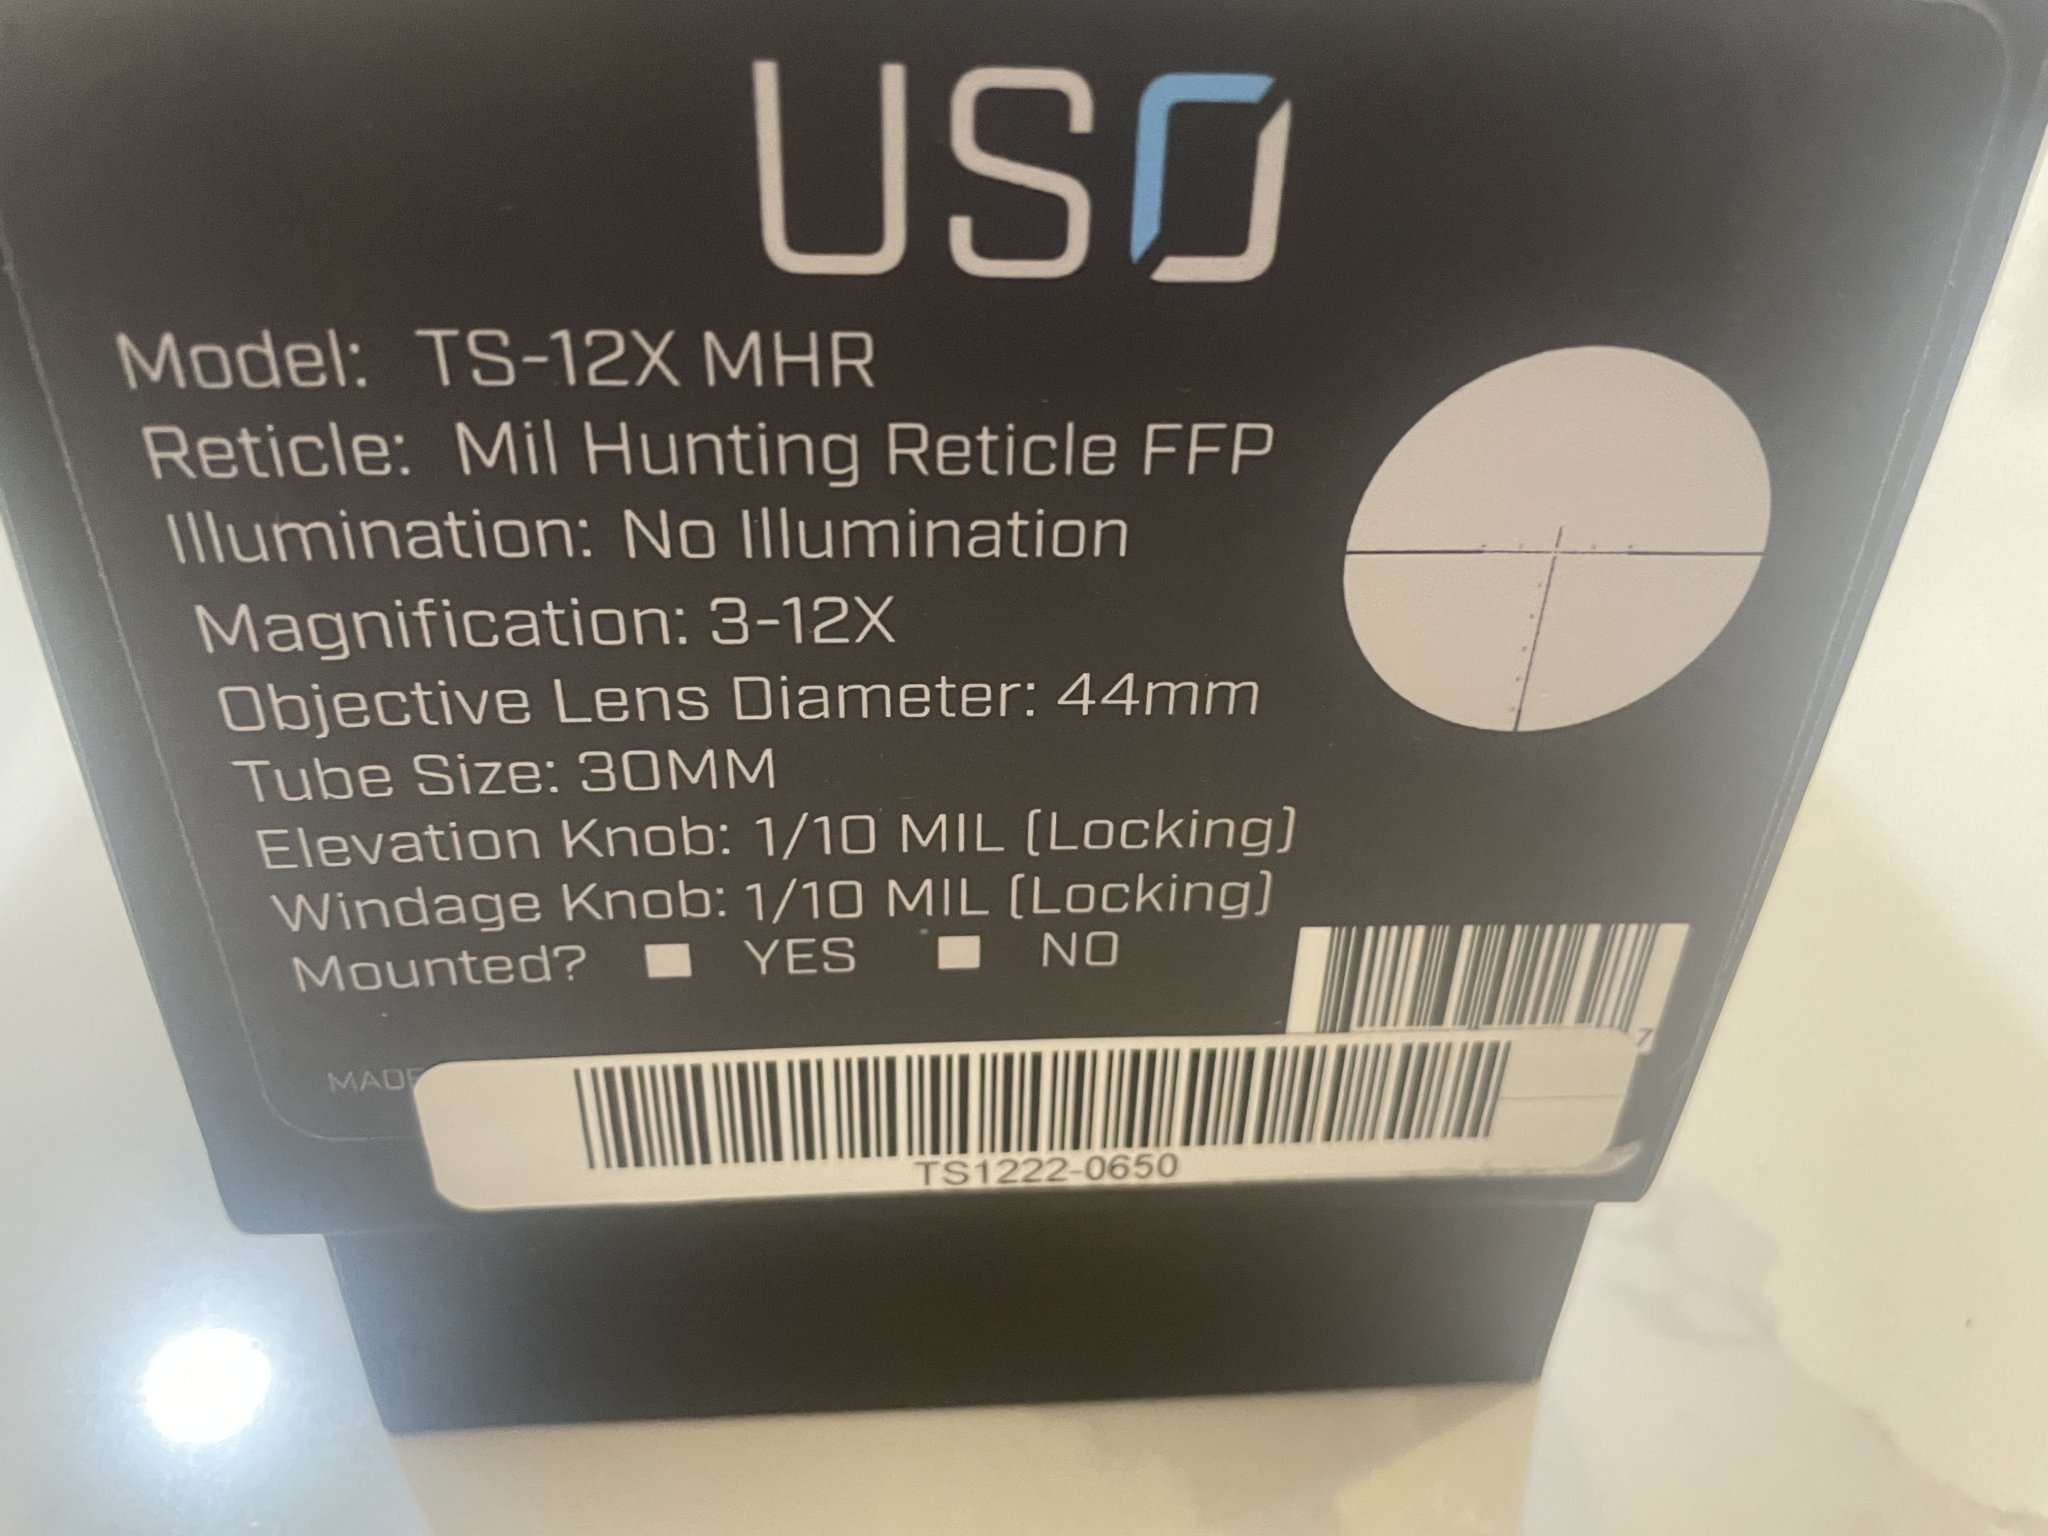 USO
Model: TS-12X MHR
Reticle: Mil Hunting Reticle FFP
Illumination: No Illumination
Magnification: 3-12X
Objective Lens Diameter: 44mm
Tube Size: 30MM
Elevation Knob: 1/10 MIL (Locking)
Windage Knob: 1/10 MIL (Locking)
Mounted? YES NO
7
MADE
TS1222-0650